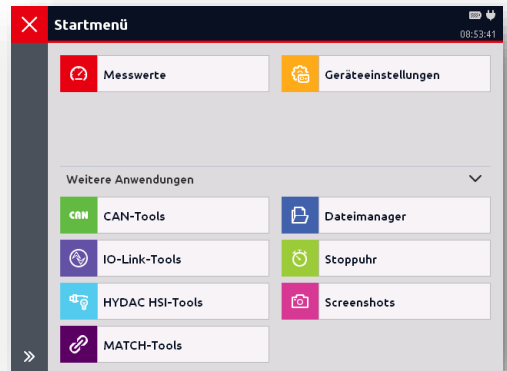 Startmenü
08:53:41
Messwerte
Geräteeinstellungen
Weitere Anwendungen
CAN CAN-Tools
Dateimanager
IO-Link-Tools
Stoppuhr
HYDAC HSI-Tools
Screenshots
MATCH-Tools